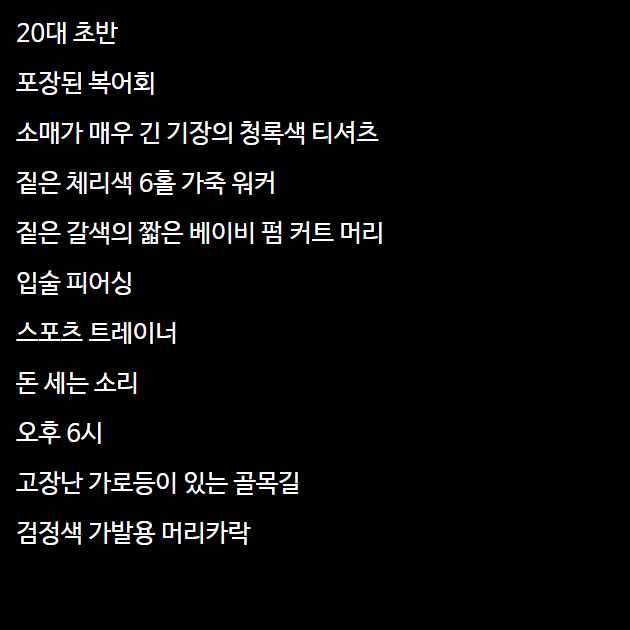 20대 초반
포장된 복어회
소매가 매우 긴 기장의 청록색 티셔츠
짙은 체리색 6홀 가죽 워커
짙은 갈색의 짧은 베이비 펌 커트 머리
입술 피어싱
스포츠 트레이너
돈 세는 소리
오후 6시
고장난 가로등이 있는 골목길
검정색 가발용 머리카락